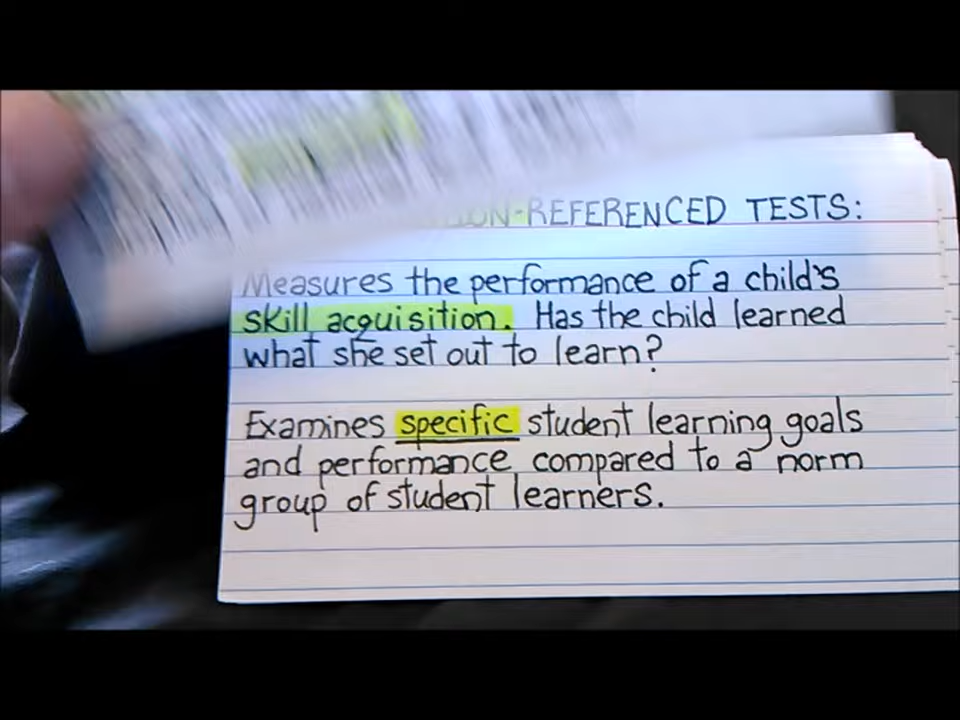 ION-REFERENCED TESTS:
Measures the performance of a child's
skill acquisition. Has the child learned
what she set out to learn?
Examines specific student learning goals
and performance compared to a norm
group of student learners.